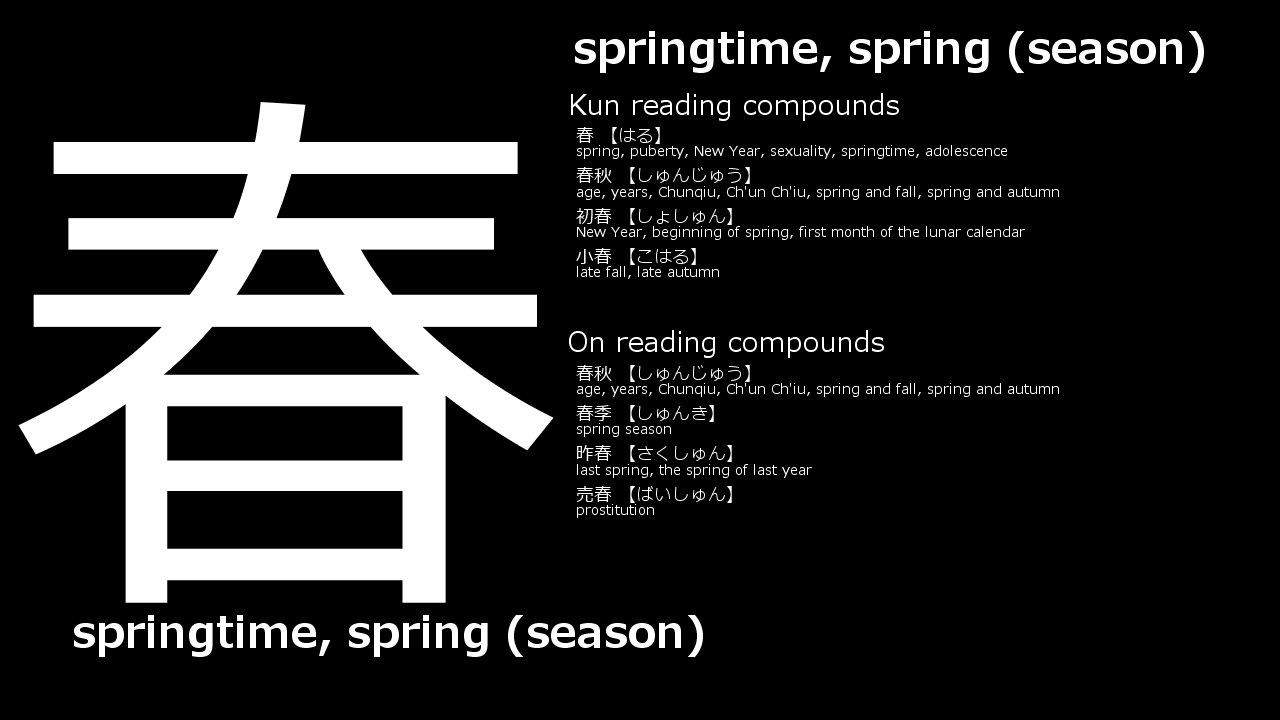 春
springtime, spring (season)
springtime, spring (season)
Kun reading compounds
春 【はる】
spring, puberty, New Year, sexuality, springtime, adolescence
春秋 【しゅんじゅう】
age, years, Chunqiu, Ch'un Ch'iu, spring and fall, spring and autumn
初春 【しょしゅん】
New Year, beginning of spring, first month of the lunar calendar
小春 【こはる】
late fall, late autumn
On reading compounds
春秋 【しゅんじゅう】
age, years, Chunqiu, Ch'un Ch'iu, spring and fall, spring and autumn
春季 【しゅんき】
spring season
昨春 【さくしゅん】
last spring, the spring of last year
売春 【ばいしゅん】
prostitution